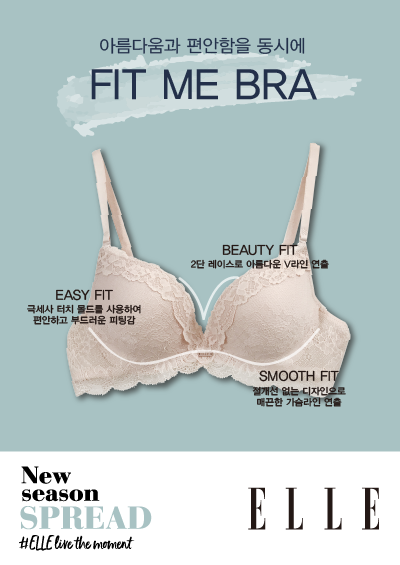 아름다움과 편안함을 동시에
FIT ME BRA
BEAUTY FIT
2단 레이스로 아름다운 V라인 연출
EASY FIT
극세사 터치 몰드를 사용하여
편안하고 부드러운 피팅감
SMOOTH FIT
절개선 없는 디자인으로
매끈한 가슴라인 연출
New
season
SPREAD
#ELLE live the moment
ELLE